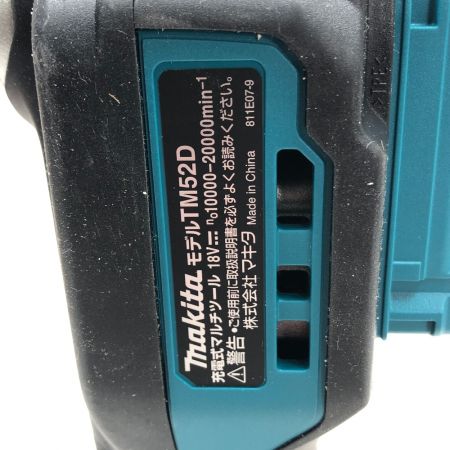 makita モデルTM52D
充電式マルチツール 18V⎓ n₀10000-20000min⁻¹
⚠警告・ご使用前に取扱説明書を必ずよくお読みください。
株式会社マキタ Made in China 811E07-9